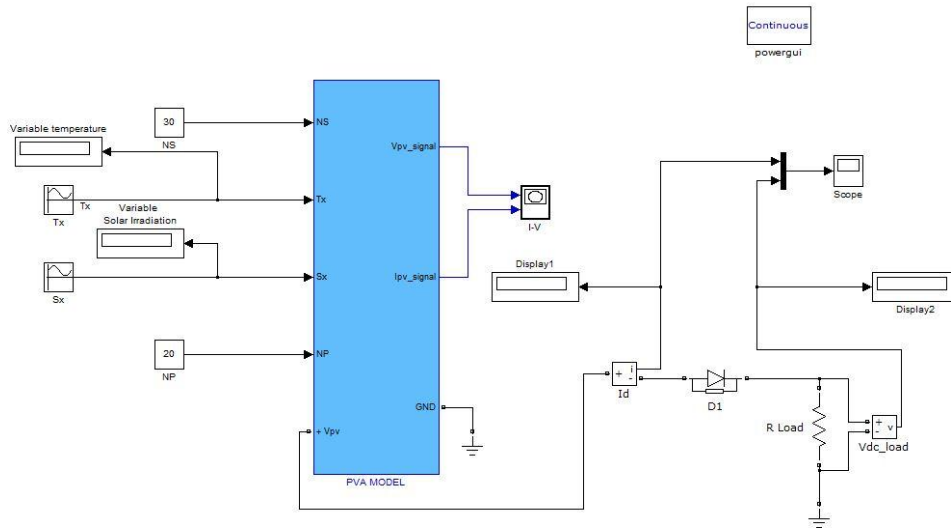 Continuous
powergui
Variable temperature
30
NS
NS
Vpv_signal
Tx
Tx
Tx
Variable
Solar Irradiation
I-V
Scope
Sx
Sx
Ipv_signal
Display1
Display2
20
NP
NP
GND
+ Vpv
PVA MODEL
+
i
-
Id
D1
R Load
+
-
v
Vdc_load